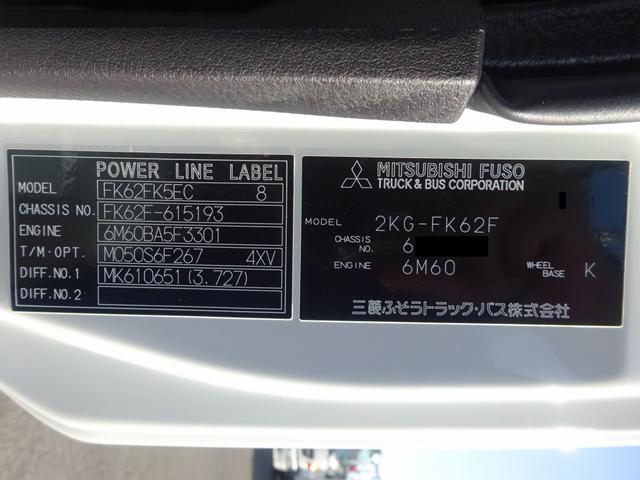 POWER LINE LABEL
MODEL FK62FK5EC 8
CHASSIS NO. FK62F-615193
ENGINE 6M60BA5F3301
T/M·OPT. M050S6F267 4XV
DIFF.NO.1 MK610651(3.727)
DIFF.NO.2
MITSUBISHI FUSO
TRUCK & BUS CORPORATION
MODEL 2KG-FK62F
CHASSIS NO. 6
ENGINE 6M60 WHEEL BASE K
三菱ふそうトラック・バス株式会社